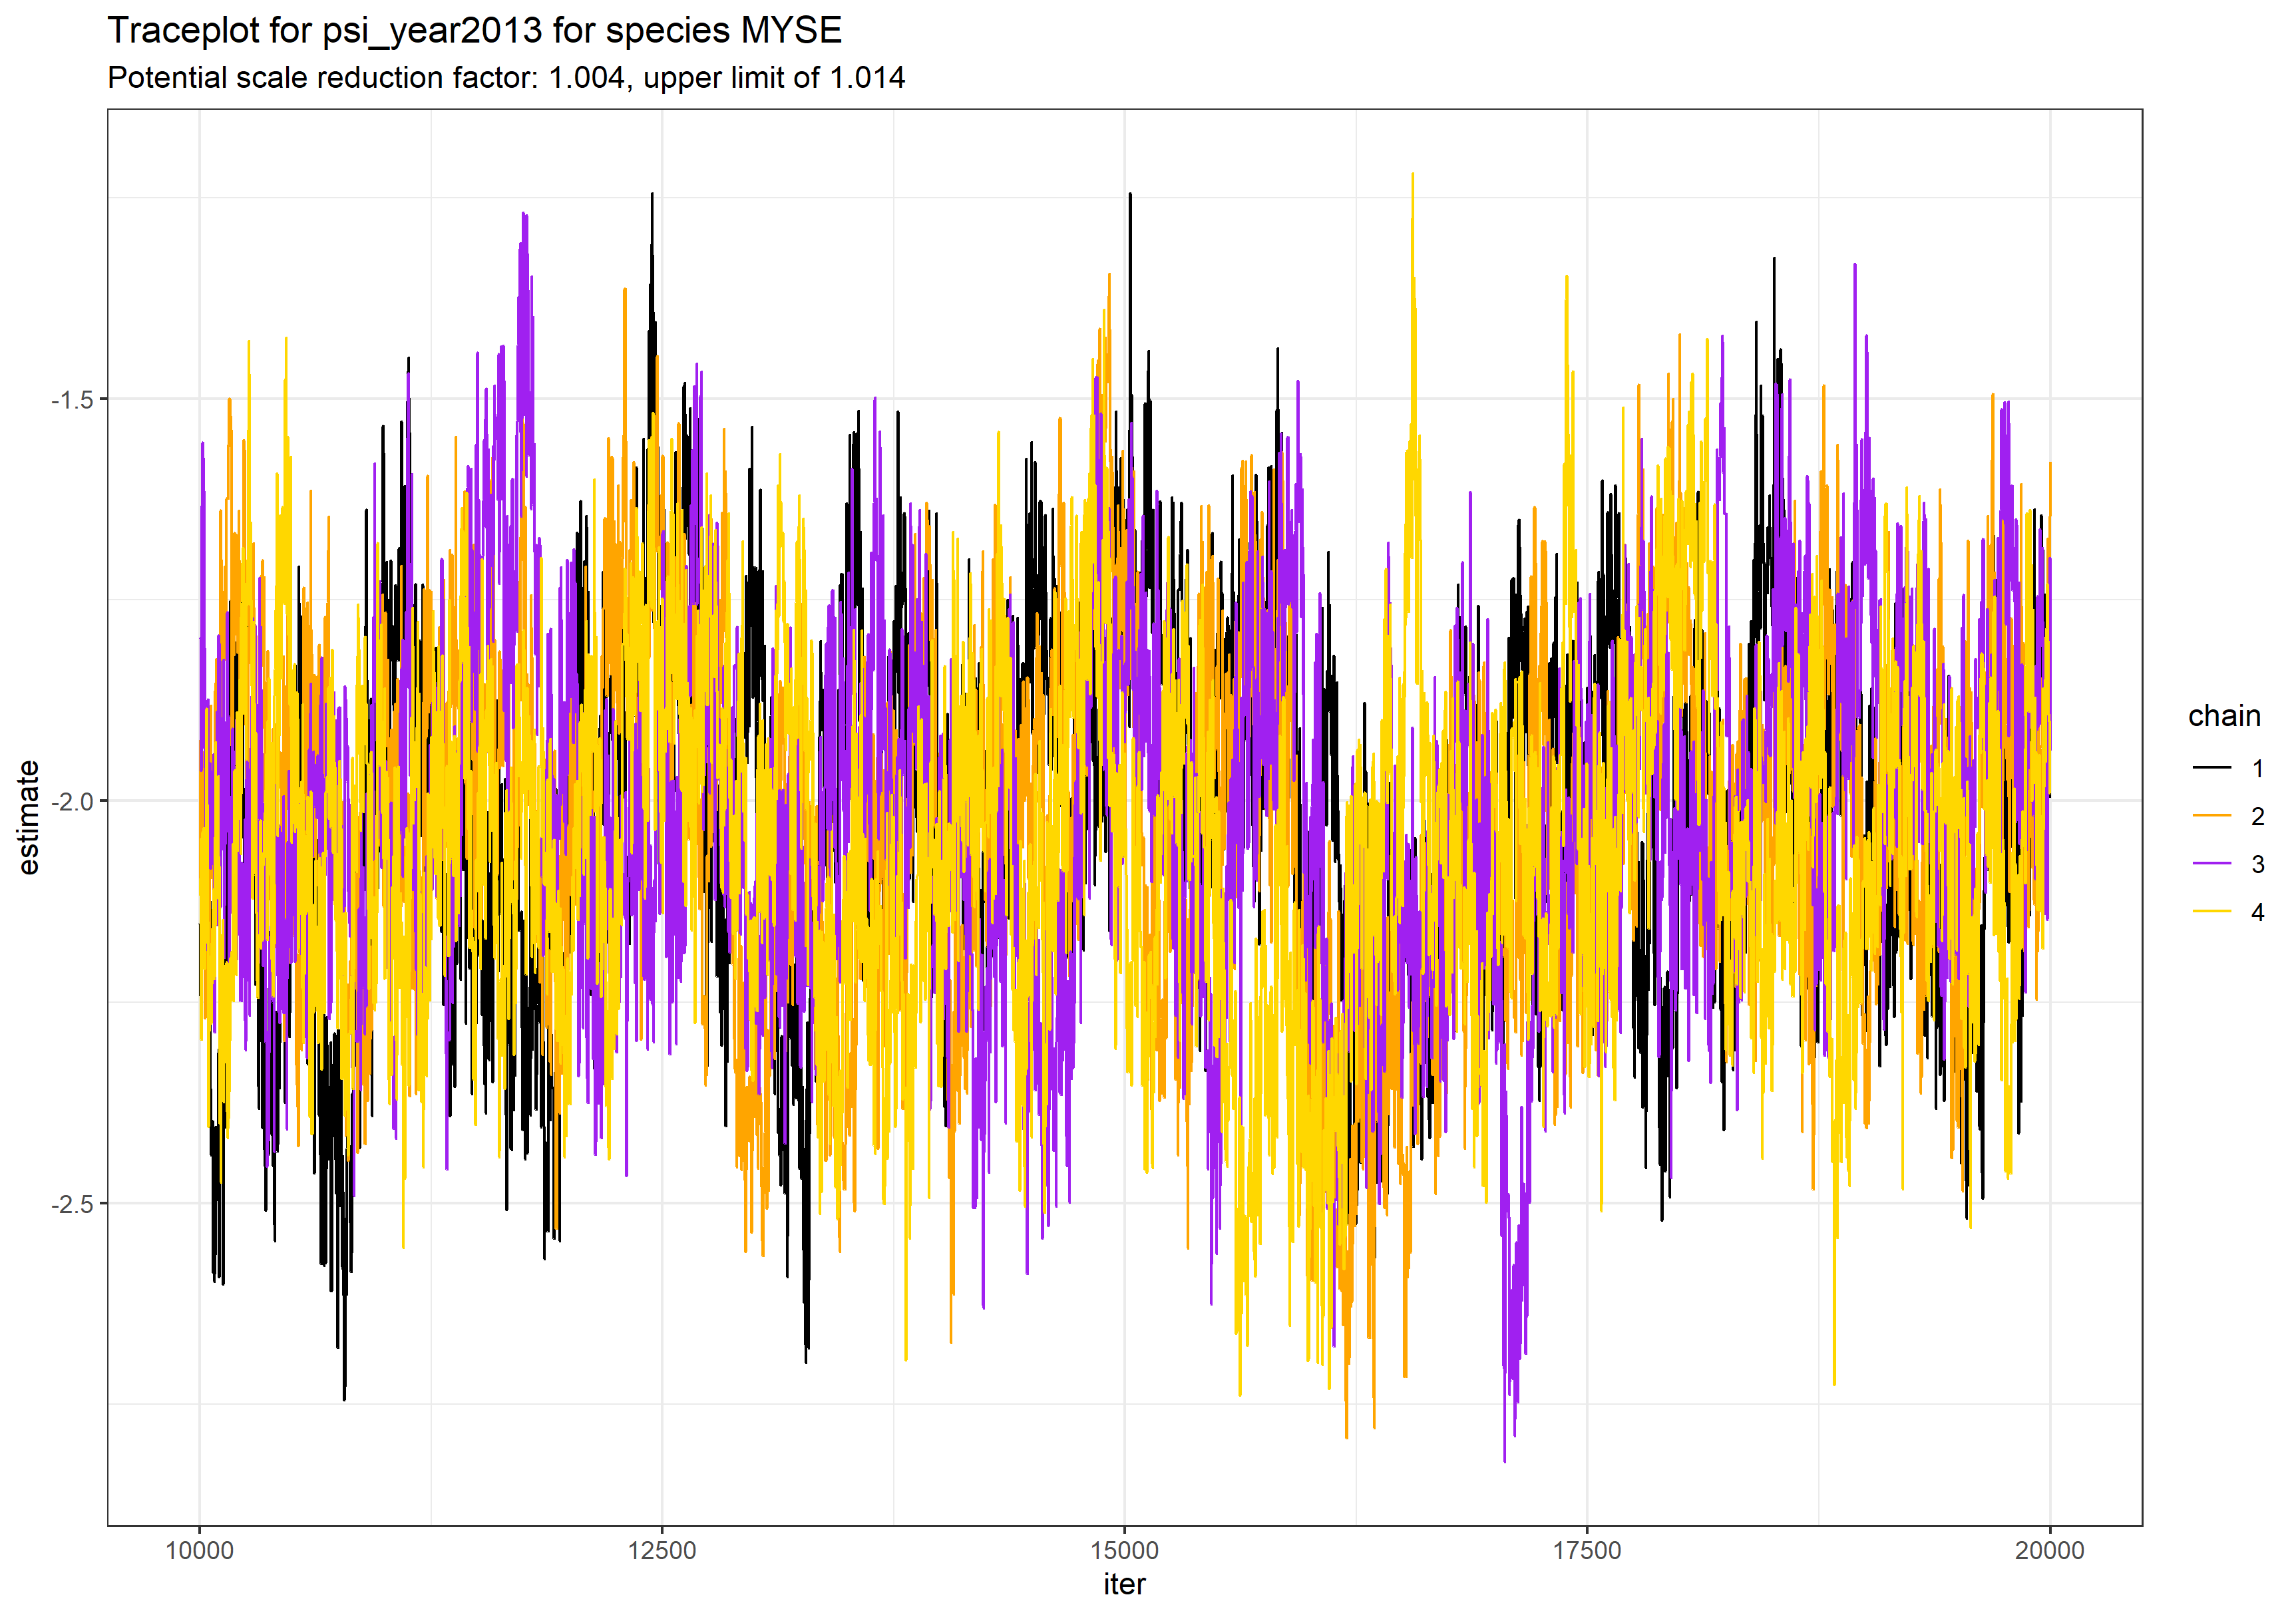 Traceplot for psi_year2013 for species MYSE
Potential scale reduction factor: 1.004, upper limit of 1.014
-1.5
-2.0
-2.5
estimate
10000 12500 15000 17500 20000
iter
chain
1
2
3
4